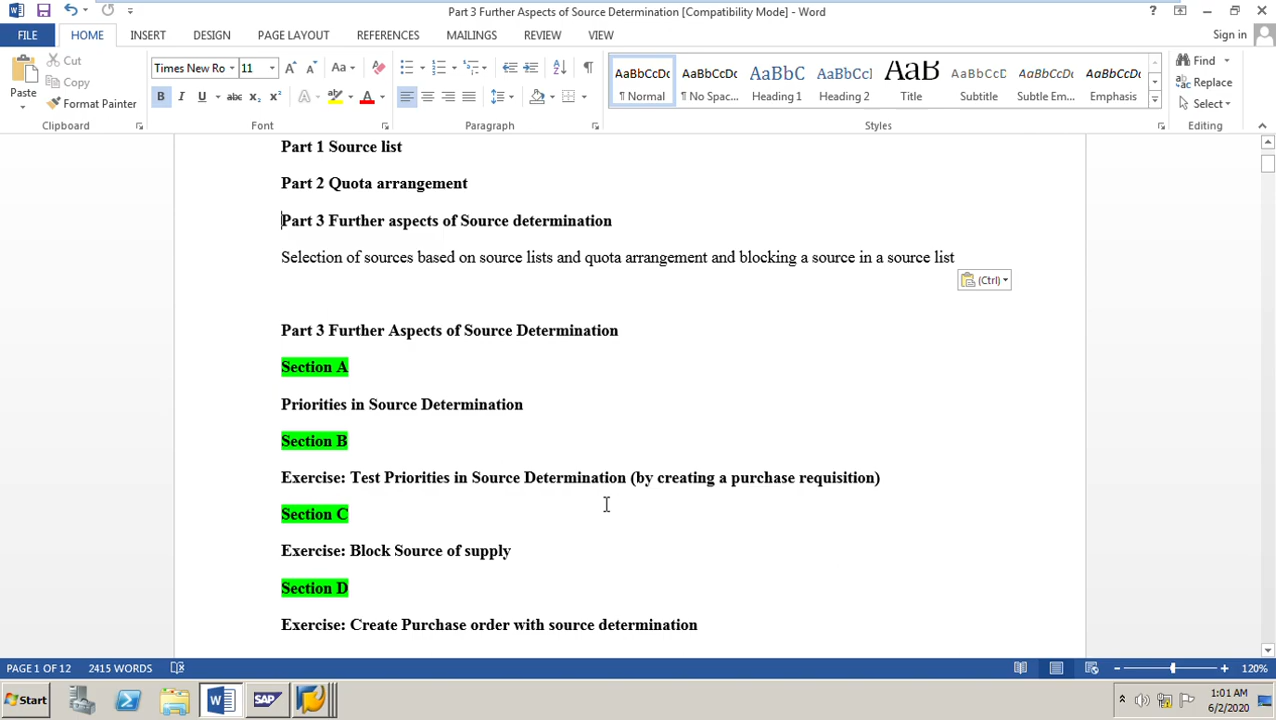 Part 3 Further Aspects of Source Determination [Compatibility Mode] - Word
Sign in
FILE HOME INSERT DESIGN PAGE LAYOUT REFERENCES MAILINGS REVIEW VIEW
Paste
Cut
Copy
Format Painter
Clipboard
Times New Ro 11
Font
Paragraph
AaBbCcDc AaBbCcDc AaBbC AaBbCc AaB AaBbCcD AaBbCcDc AaBbCcDc
¶ Normal ¶ No Spac... Heading 1 Heading 2 Title Subtitle Subtle Em... Emphasis
Styles
Find
Replace
Select
Editing
Part 1 Source list
Part 2 Quota arrangement
Part 3 Further aspects of Source determination
Selection of sources based on source lists and quota arrangement and blocking a source in a source list
(Ctrl)
Part 3 Further Aspects of Source Determination
Section A
Priorities in Source Determination
Section B
Exercise: Test Priorities in Source Determination (by creating a purchase requisition)
Section C
Exercise: Block Source of supply
Section D
Exercise: Create Purchase order with source determination
PAGE 1 OF 12 2415 WORDS 120%
Start
SAP
1:01 AM
6/2/2020